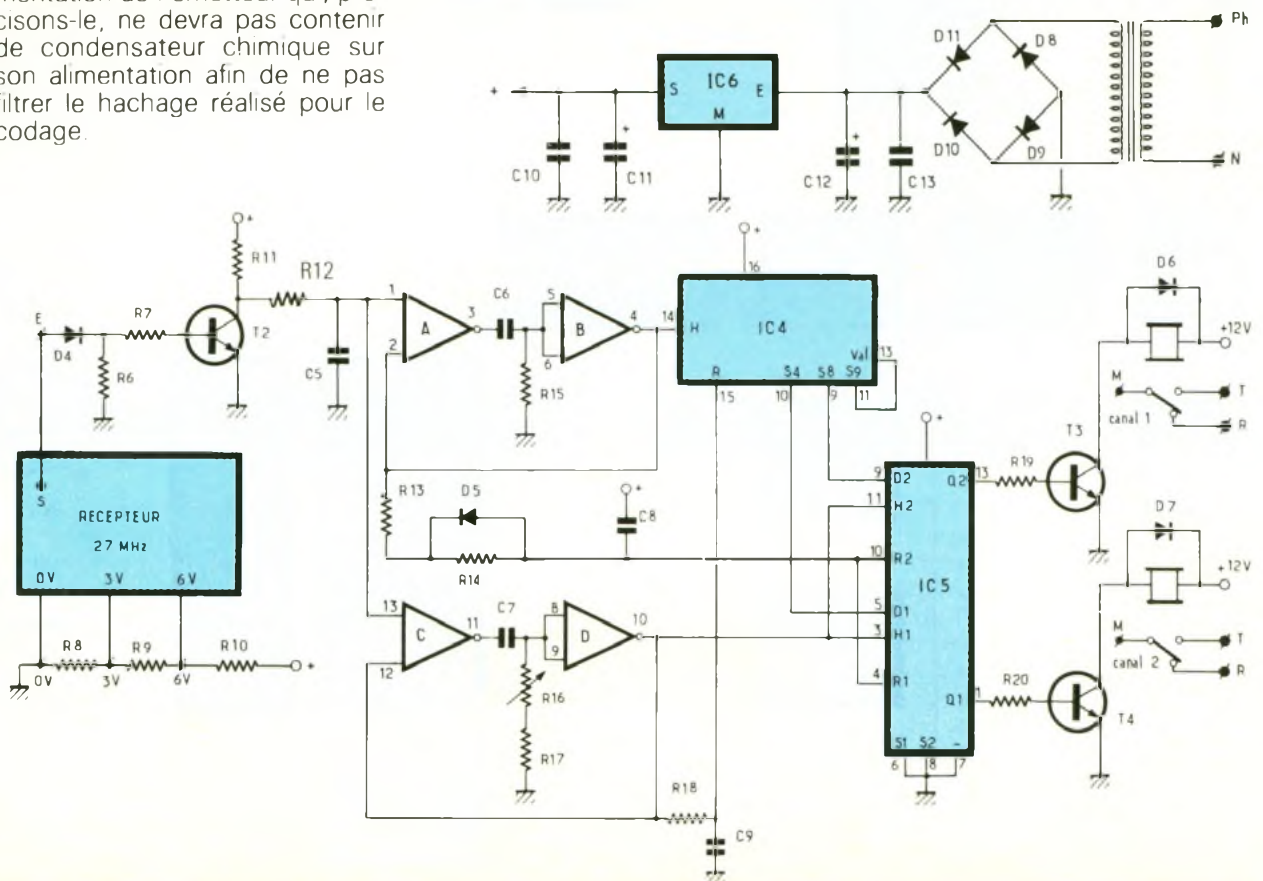 cisons-le, ne devra pas contenir
de condensateur chimique sur
son alimentation afin de ne pas
filtrer le hachage réalisé pour le
codage.
Ph
D11
D8
S IC6 E
M
+
+
+
D10
D9
C10
C11
C12
C13
N
+
R11
R12
+
16
D6
E
D4
R7
T2
1
A
3
C6
5
B
4
14
H
IC4
Val
13
+12V
2
6
R6
C5
R15
R
S4
S8
S9
15
10
9
11
M
T
canal 1
R
+
T3
S
RECEPTEUR
27 MHz
0V
3V
6V
R13
D5
+
C8
R14
9
D2
Q2
13
R19
11
H2
10
R2
IC5
D7
+12V
5
D1
3
H1
4
R1
Q1
1
R20
T4
M
T
canal 2
R
13
C
11
C7
8
D
10
12
9
R16
R17
R8
R9
R10
+
0V
3V
6V
S1
S2
-
6
8
7
R18
C9